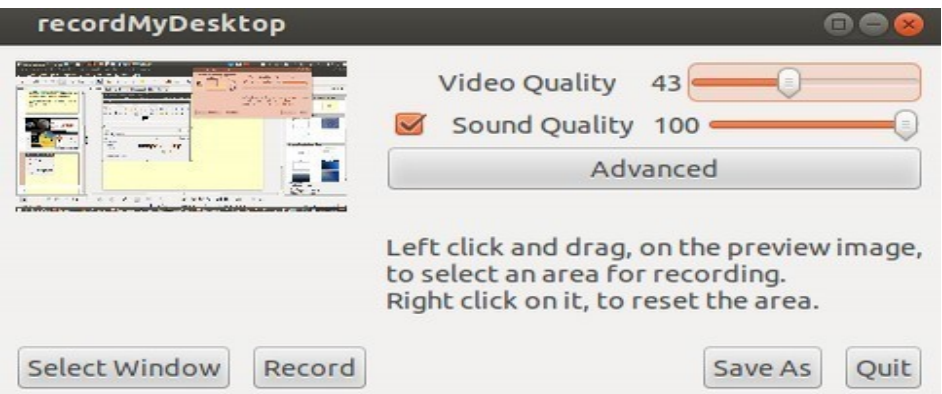 recordMyDesktop
Video Quality 43
Sound Quality 100
Advanced
Left click and drag, on the preview image,
to select an area for recording.
Right click on it, to reset the area.
Select Window Record Save As Quit